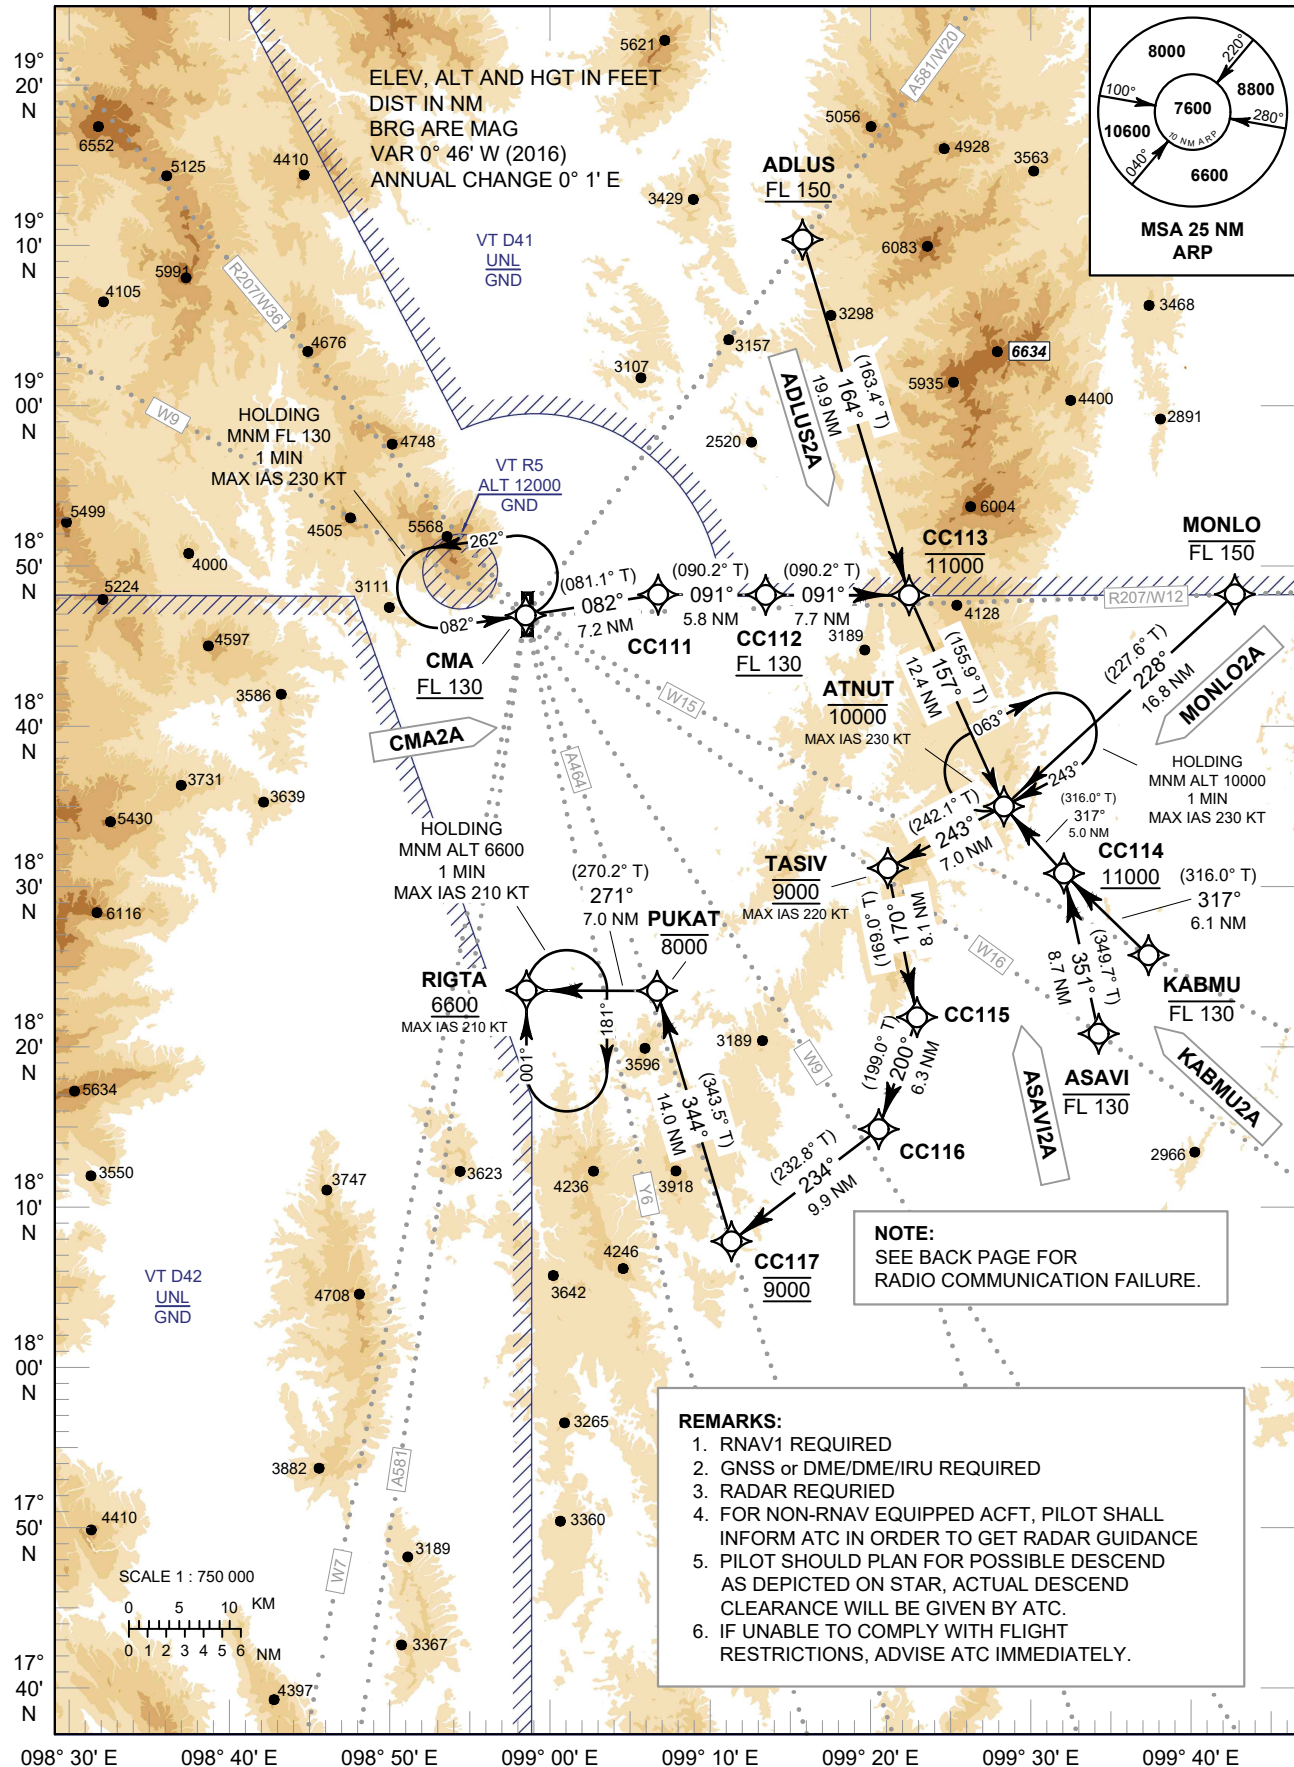 19°
20'
N
19°
10'
N
19°
00'
N
18°
50'
N
18°
40'
N
18°
30'
N
18°
20'
N
18°
10'
N
18°
00'
N
17°
50'
N
17°
40'
N
ELEV, ALT AND HGT IN FEET
DIST IN NM
BRG ARE MAG
VAR 0° 46' W (2016)
ANNUAL CHANGE 0° 1' E
8000
220°
8800
100°
7600
10 NM ARP
280°
10600
040°
6600
MSA 25 NM
ARP
5621
A581/W20
5056
4928
3563
6552
5125
4410
3429
ADLUS
FL 150
6083
VT D41
UNL
GND
5991
4105
R207/W36
3468
3298
3157
4676
6634
3107
5935
4400
2891
(163.4° T)
164°
19.9 NM
ADLUS2A
W9
HOLDING
MNM FL 130
1 MIN
MAX IAS 230 KT
4748
2520
VT R5
ALT 12000
GND
5499
4505
5568
6004
4000
262°
CC113
11000
MONLO
FL 150
5224
3111
082°
(081.1° T)
082°
7.2 NM
(090.2° T)
091°
5.8 NM
(090.2° T)
091°
7.7 NM
R207/W12
4128
CMA
FL 130
CC111
CC112
FL 130
3189
4597
3586
(155.9° T)
157°
12.4 NM
(227.6° T)
228°
16.8 NM
MONLO2A
W15
ATNUT
10000
MAX IAS 230 KT
063°
243°
CMA2A
A464
HOLDING
MNM ALT 10000
1 MIN
MAX IAS 230 KT
3731
3639
5430
(316.0° T)
317°
5.0 NM
(242.1° T)
243°
7.0 NM
HOLDING
MNM ALT 6600
1 MIN
MAX IAS 210 KT
CC114
11000
TASIV
9000
MAX IAS 220 KT
(316.0° T)
317°
6.1 NM
(270.2° T)
271°
7.0 NM
6116
PUKAT
8000
(169.0° T)
170°
8.1 NM
W16
(349.7° T)
351°
8.7 NM
RIGTA
6600
MAX IAS 210 KT
KABMU
FL 130
CC115
181°
001°
3189
3596
W9
ASAVI
FL 130
ASAVI2A
KABMU2A
(199.0° T)
200°
6.3 NM
5634
(343.5° T)
344°
14.0 NM
CC116
2966
3550
3747
3623
4236
3918
Y6
(232.8° T)
234°
9.9 NM
CC117
9000
NOTE:
SEE BACK PAGE FOR
RADIO COMMUNICATION FAILURE.
VT D42
UNL
GND
4708
4246
3642
3265
3882
A581
4410
3360
3189
W7
3367
4397
SCALE 1 : 750 000
0 5 10 KM
0 1 2 3 4 5 6 NM
REMARKS:
1. RNAV1 REQUIRED
2. GNSS or DME/DME/IRU REQUIRED
3. RADAR REQURIED
4. FOR NON-RNAV EQUIPPED ACFT, PILOT SHALL
INFORM ATC IN ORDER TO GET RADAR GUIDANCE
5. PILOT SHOULD PLAN FOR POSSIBLE DESCEND
AS DEPICTED ON STAR, ACTUAL DESCEND
CLEARANCE WILL BE GIVEN BY ATC.
6. IF UNABLE TO COMPLY WITH FLIGHT
RESTRICTIONS, ADVISE ATC IMMEDIATELY.
098° 30' E 098° 40' E 098° 50' E 099° 00' E 099° 10' E 099° 20' E 099° 30' E 099° 40' E